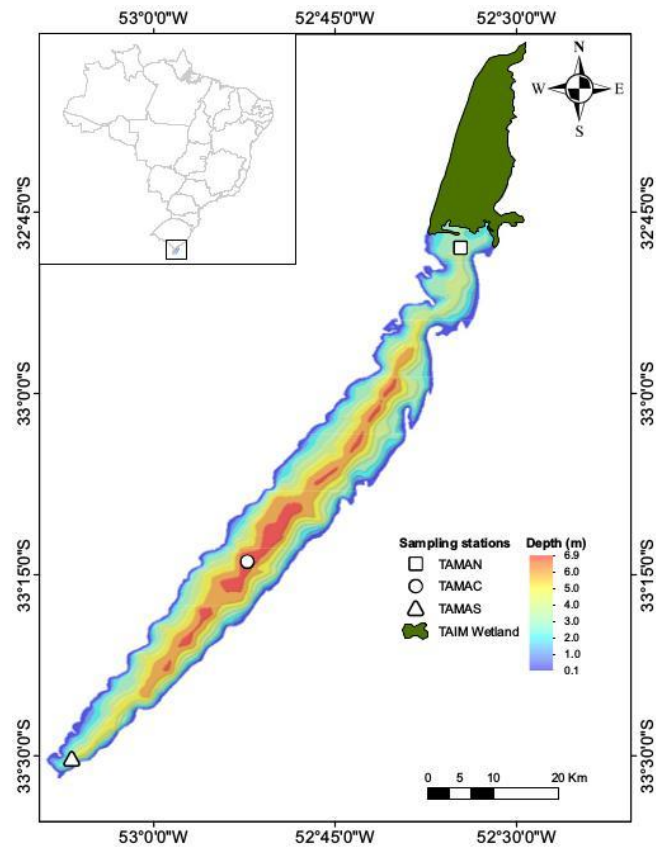 53°0'0"W 52°45'0"W 52°30'0"W
N
W E
S
32°45'0"S 32°45'0"S
33°0'0"S 33°0'0"S
Sampling stations Depth (m)
TAMAN
TAMAC
TAMAS
TAIM Wetland
6.9
6.0
5.0
4.0
3.0
2.0
1.0
0.1
33°15'0"S 33°15'0"S
33°30'0"S 33°30'0"S
0 5 10 20 Km
53°0'0"W 52°45'0"W 52°30'0"W